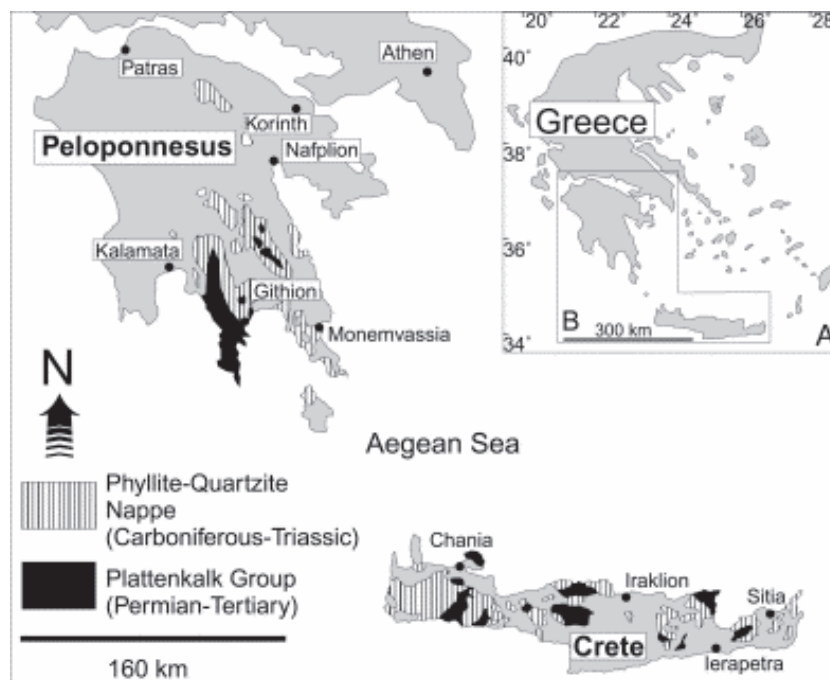 Patras
Athen
Korinth
Peloponnesus
Nafplion
Kalamata
Githion
Monemvassia
N
Aegean Sea
Phyllite-Quartzite
Nappe
(Carboniferous-Triassic)
Plattenkalk Group
(Permian-Tertiary)
160 km
20° 22° 24° 26° 28
40°
Greece
38°
36°
B 300 km
34° A
Chania
Iraklion
Sitia
Crete
Ierapetra